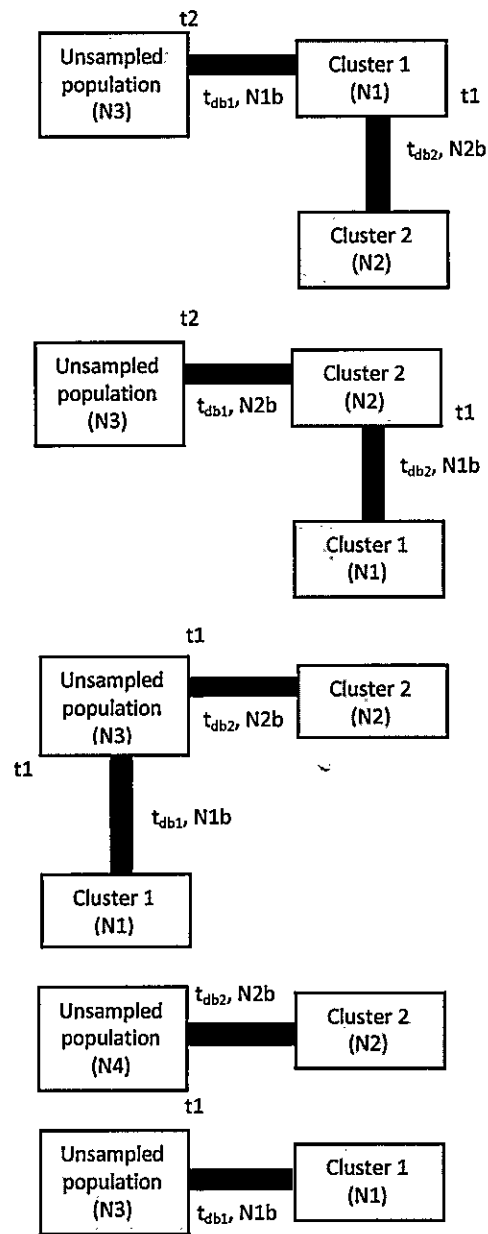 t2
Unsampled
population
(N3)
Cluster 1
(N1)
t1
tdb1, N1b
tdb2, N2b
Cluster 2
(N2)
t2
Unsampled
population
(N3)
Cluster 2
(N2)
t1
tdb1, N2b
tdb2, N1b
Cluster 1
(N1)
t1
Unsampled
population
(N3)
Cluster 2
(N2)
tdb2, N2b
t1
tdb1, N1b
Cluster 1
(N1)
tdb2, N2b
Unsampled
population
(N4)
Cluster 2
(N2)
t1
Unsampled
population
(N3)
Cluster 1
(N1)
tdb1, N1b